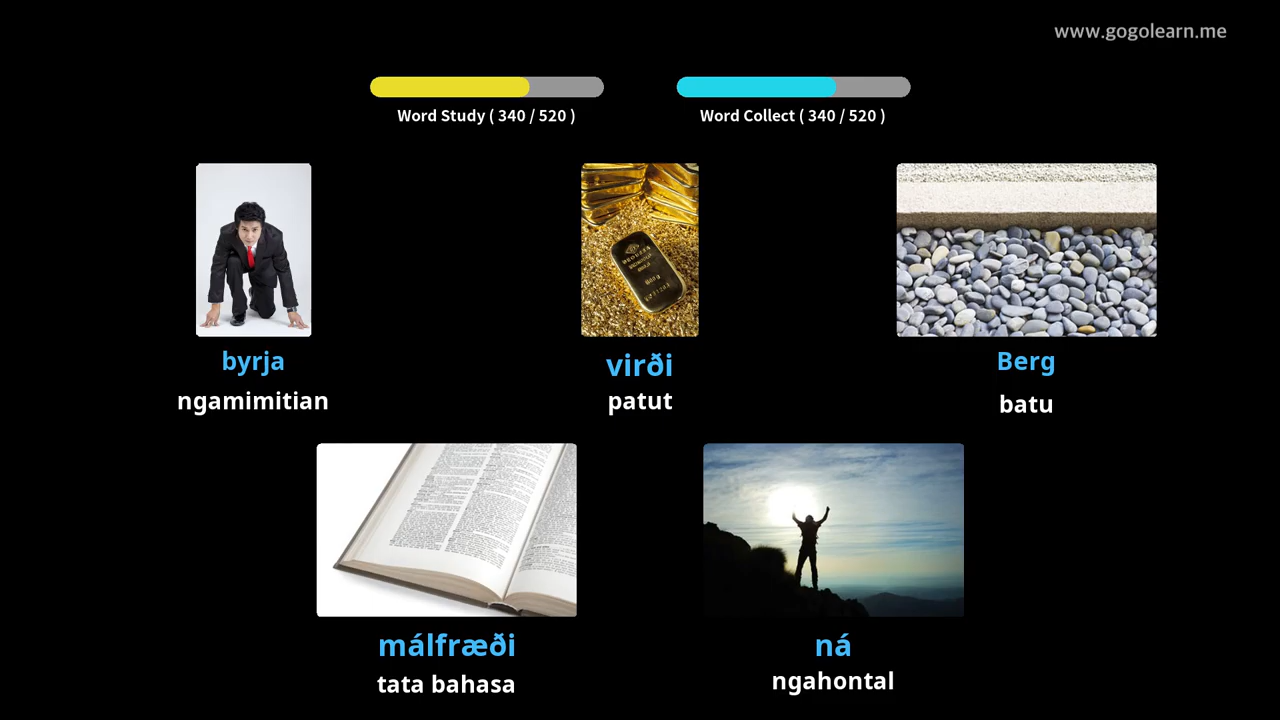 www.gogolearn.me
Word Study ( 340 / 520 )
Word Collect ( 340 / 520 )
byrja
virði
Berg
ngamimitian
patut
batu
málfræði
ná
tata bahasa
ngahontal